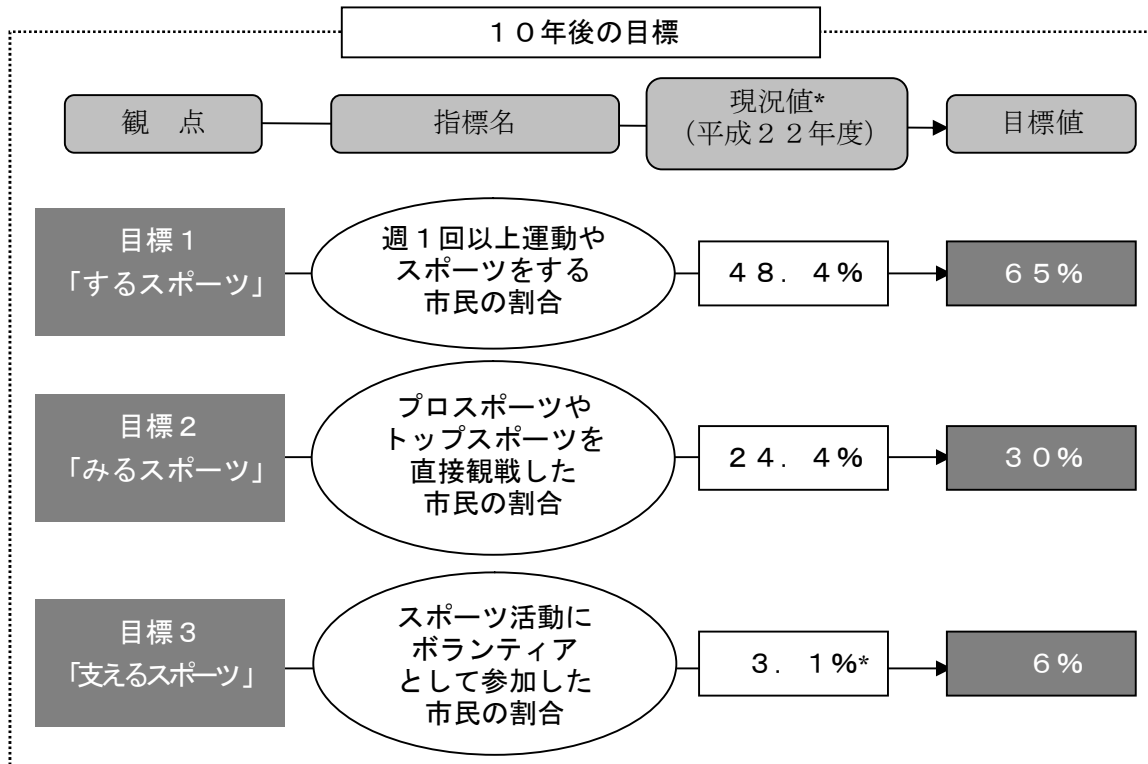 １０年後の目標
観　点
指標名
現況値*
（平成２２年度）
目標値
目標１
「するスポーツ」
週１回以上運動や
スポーツをする
市民の割合
４８．４％
６５％
目標２
「みるスポーツ」
プロスポーツや
トップスポーツを
直接観戦した
市民の割合
２４．４％
３０％
目標３
「支えるスポーツ」
スポーツ活動に
ボランティア
として参加した
市民の割合
３．１％*
６％